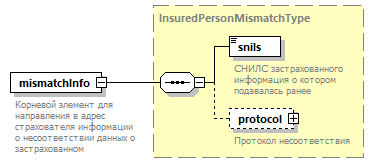 InsuredPersonMismatchType
snils
СНИЛС застрахованного
информация о котором
подавалась ранее
mismatchInfo
Корневой элемент для
направления в адрес
страхователя информации
о несоответствии данных о
застрахованном
protocol
Протокол несоответствия